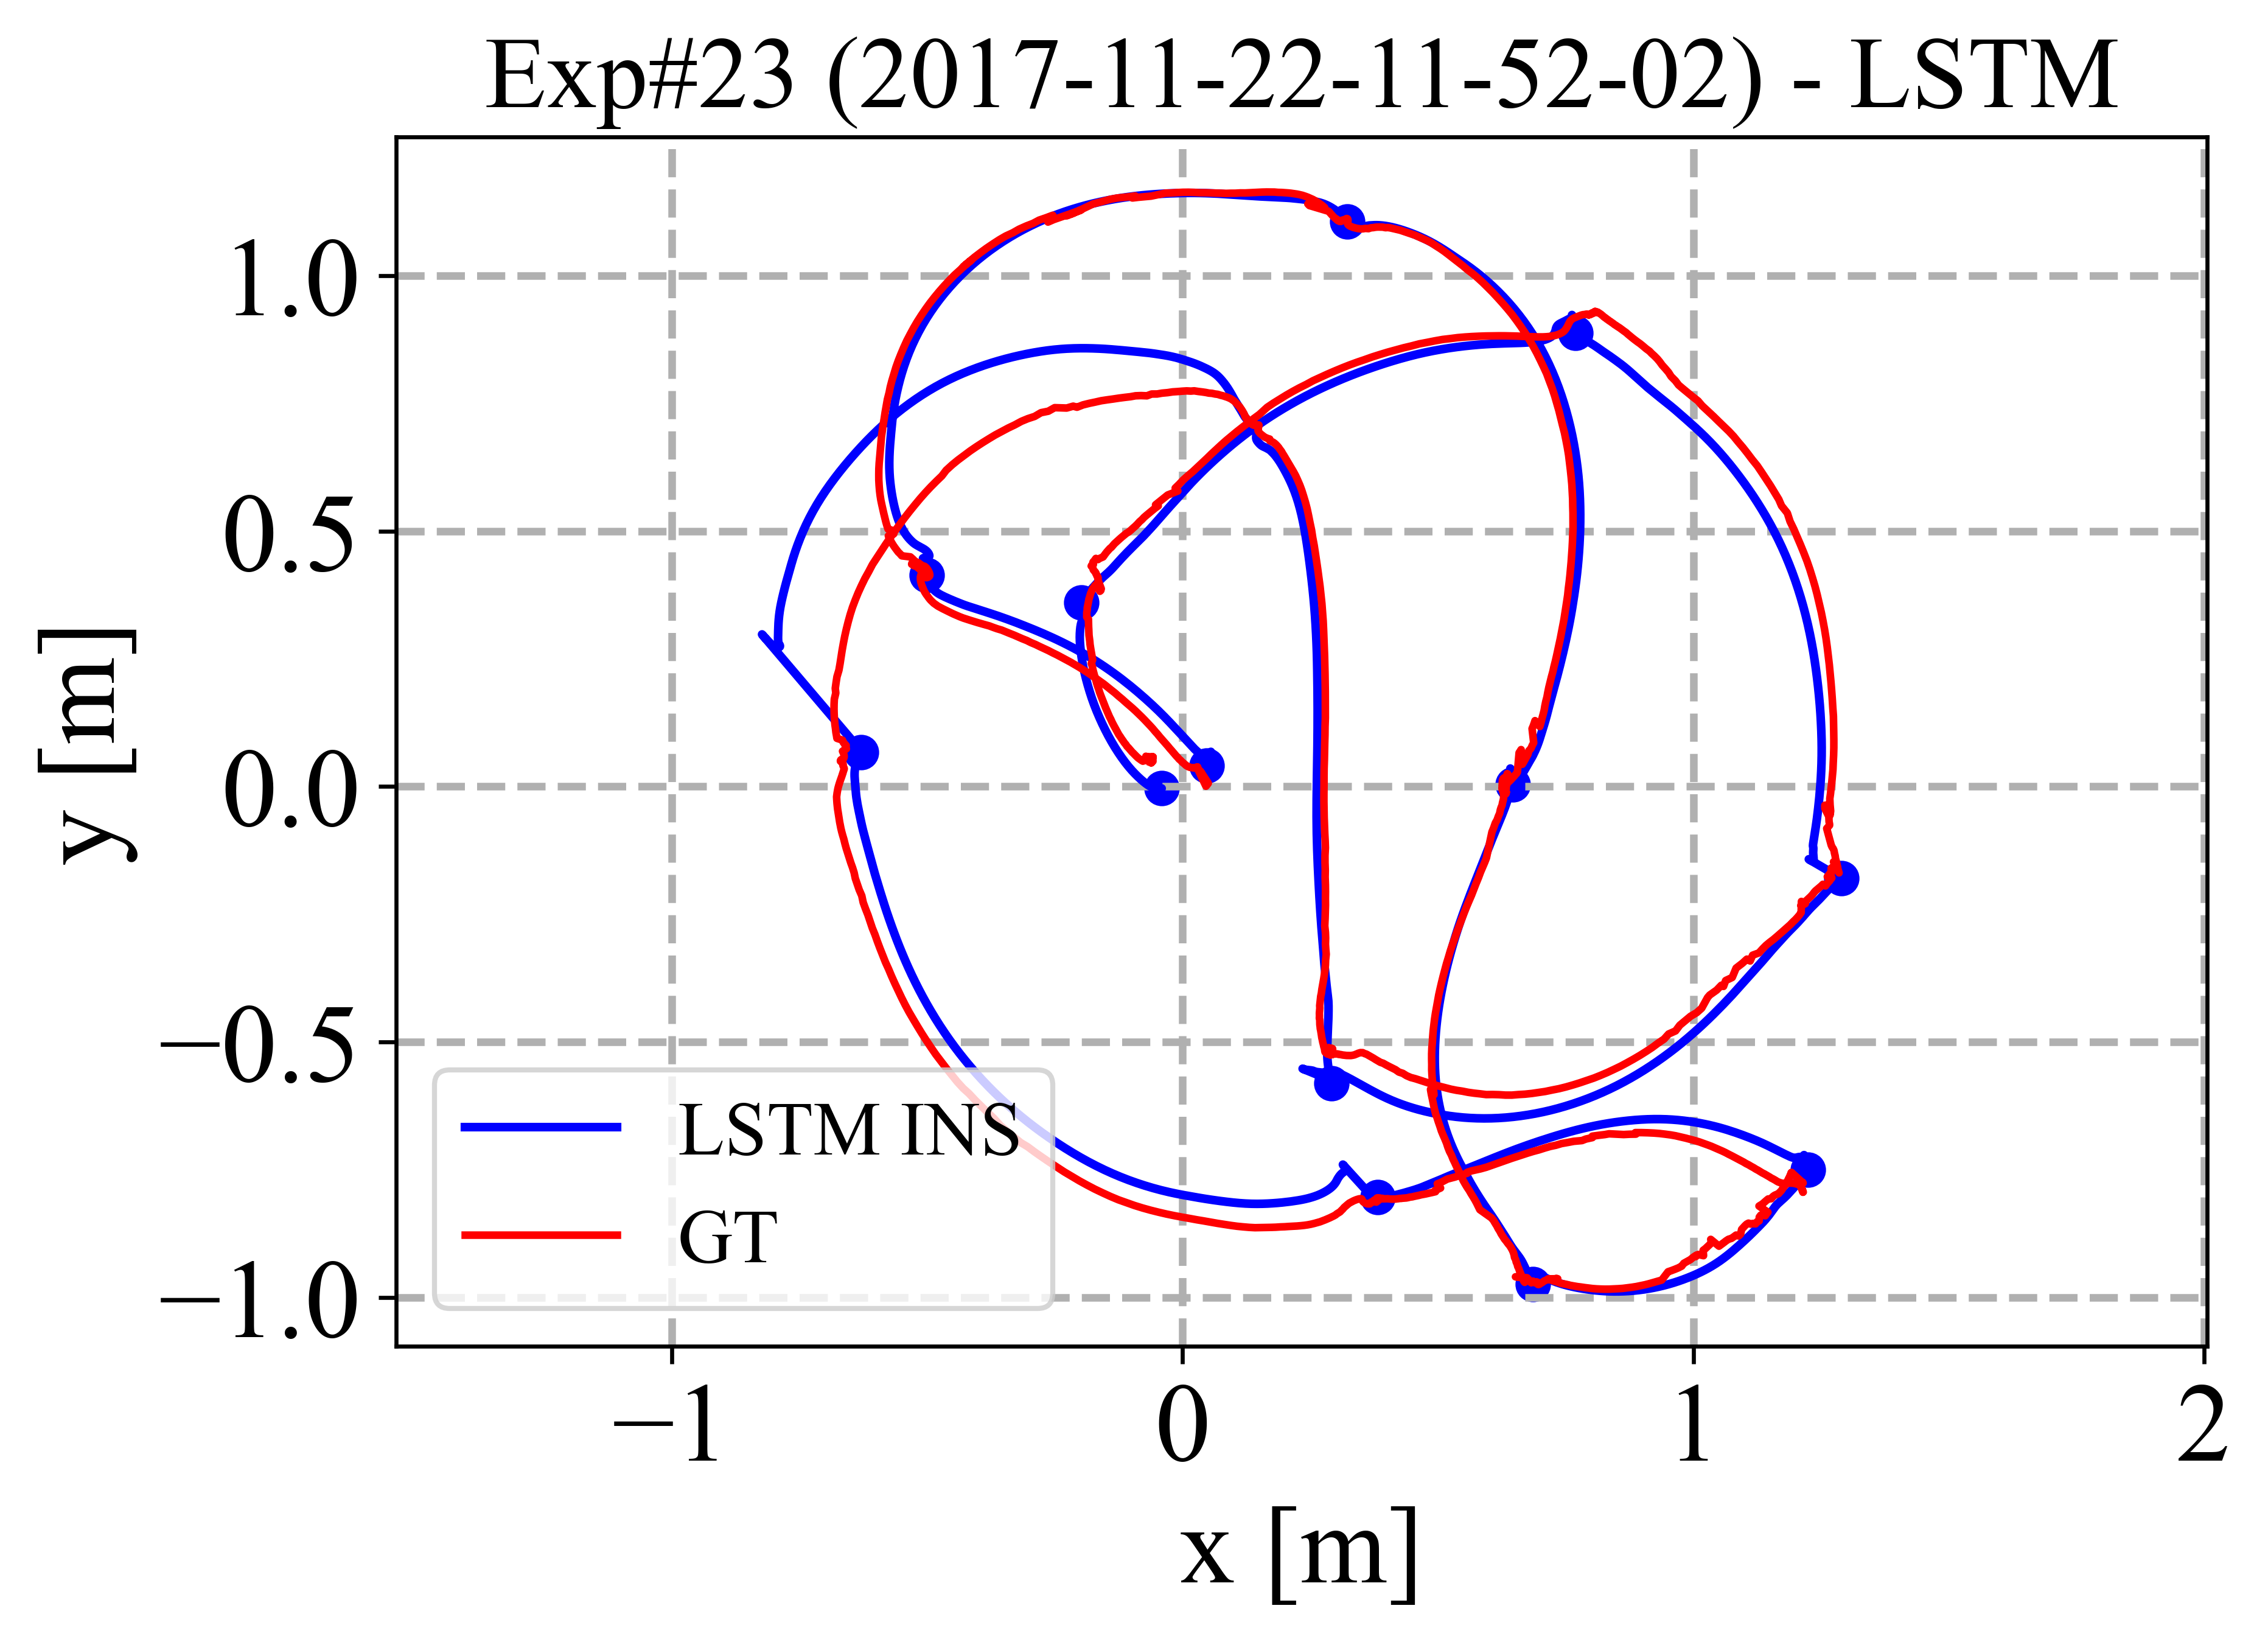 Exp#23 (2017-11-22-11-52-02) - LSTM
1.0
0.5
0.0
−0.5
−1.0
y [m]
LSTM INS
GT
−1
0
1
2
x [m]